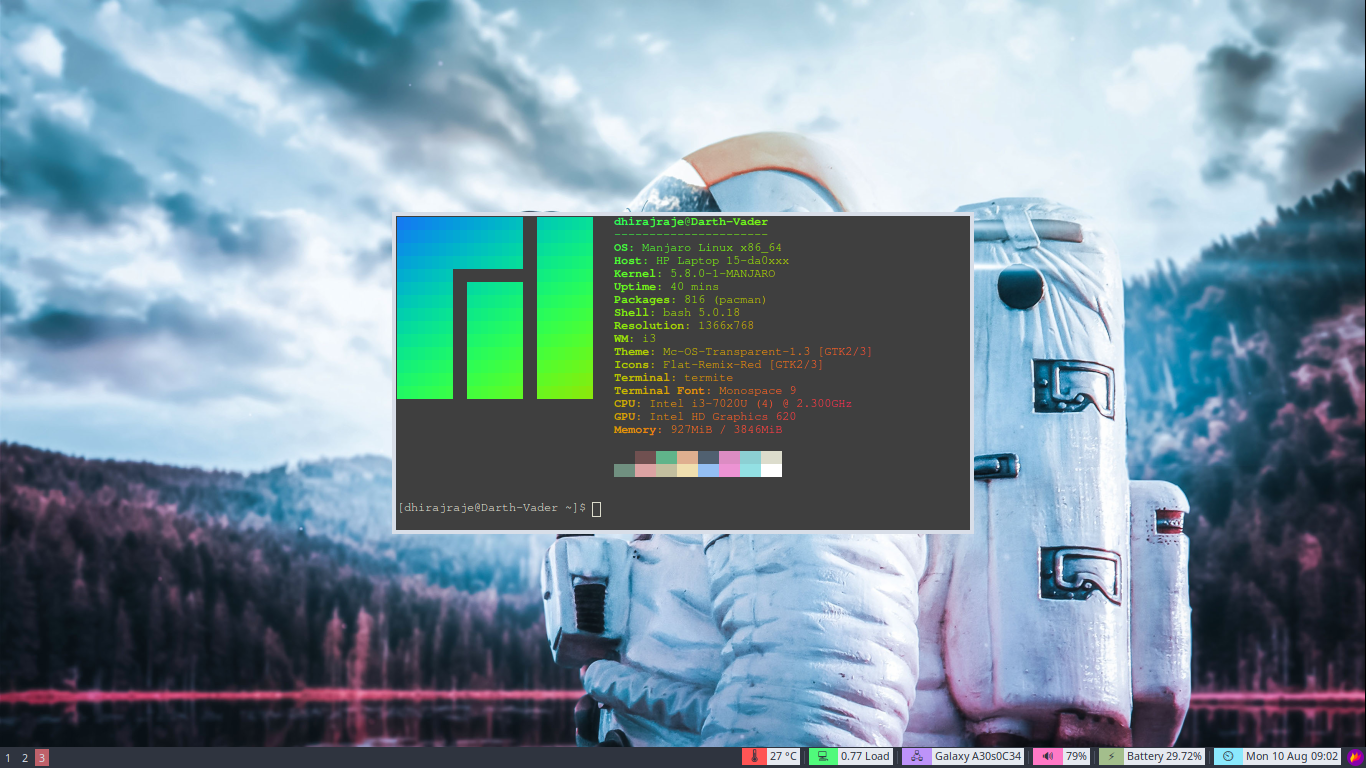 dhirajraje@Darth-Vader
----------------------
OS: Manjaro Linux x86_64
Host: HP Laptop 15-da0xxx
Kernel: 5.8.0-1-MANJARO
Uptime: 40 mins
Packages: 816 (pacman)
Shell: bash 5.0.18
Resolution: 1366x768
WM: i3
Theme: Mc-OS-Transparent-1.3 [GTK2/3]
Icons: Flat-Remix-Red [GTK2/3]
Terminal: termite
Terminal Font: Monospace 9
CPU: Intel i3-7020U (4) @ 2.300GHz
GPU: Intel HD Graphics 620
Memory: 927MiB / 3846MiB
[dhirajraje@Darth-Vader ~]$
1 2 3 27 °C 0.77 Load Galaxy A30s0C34 79% Battery 29.72% Mon 10 Aug 09:02